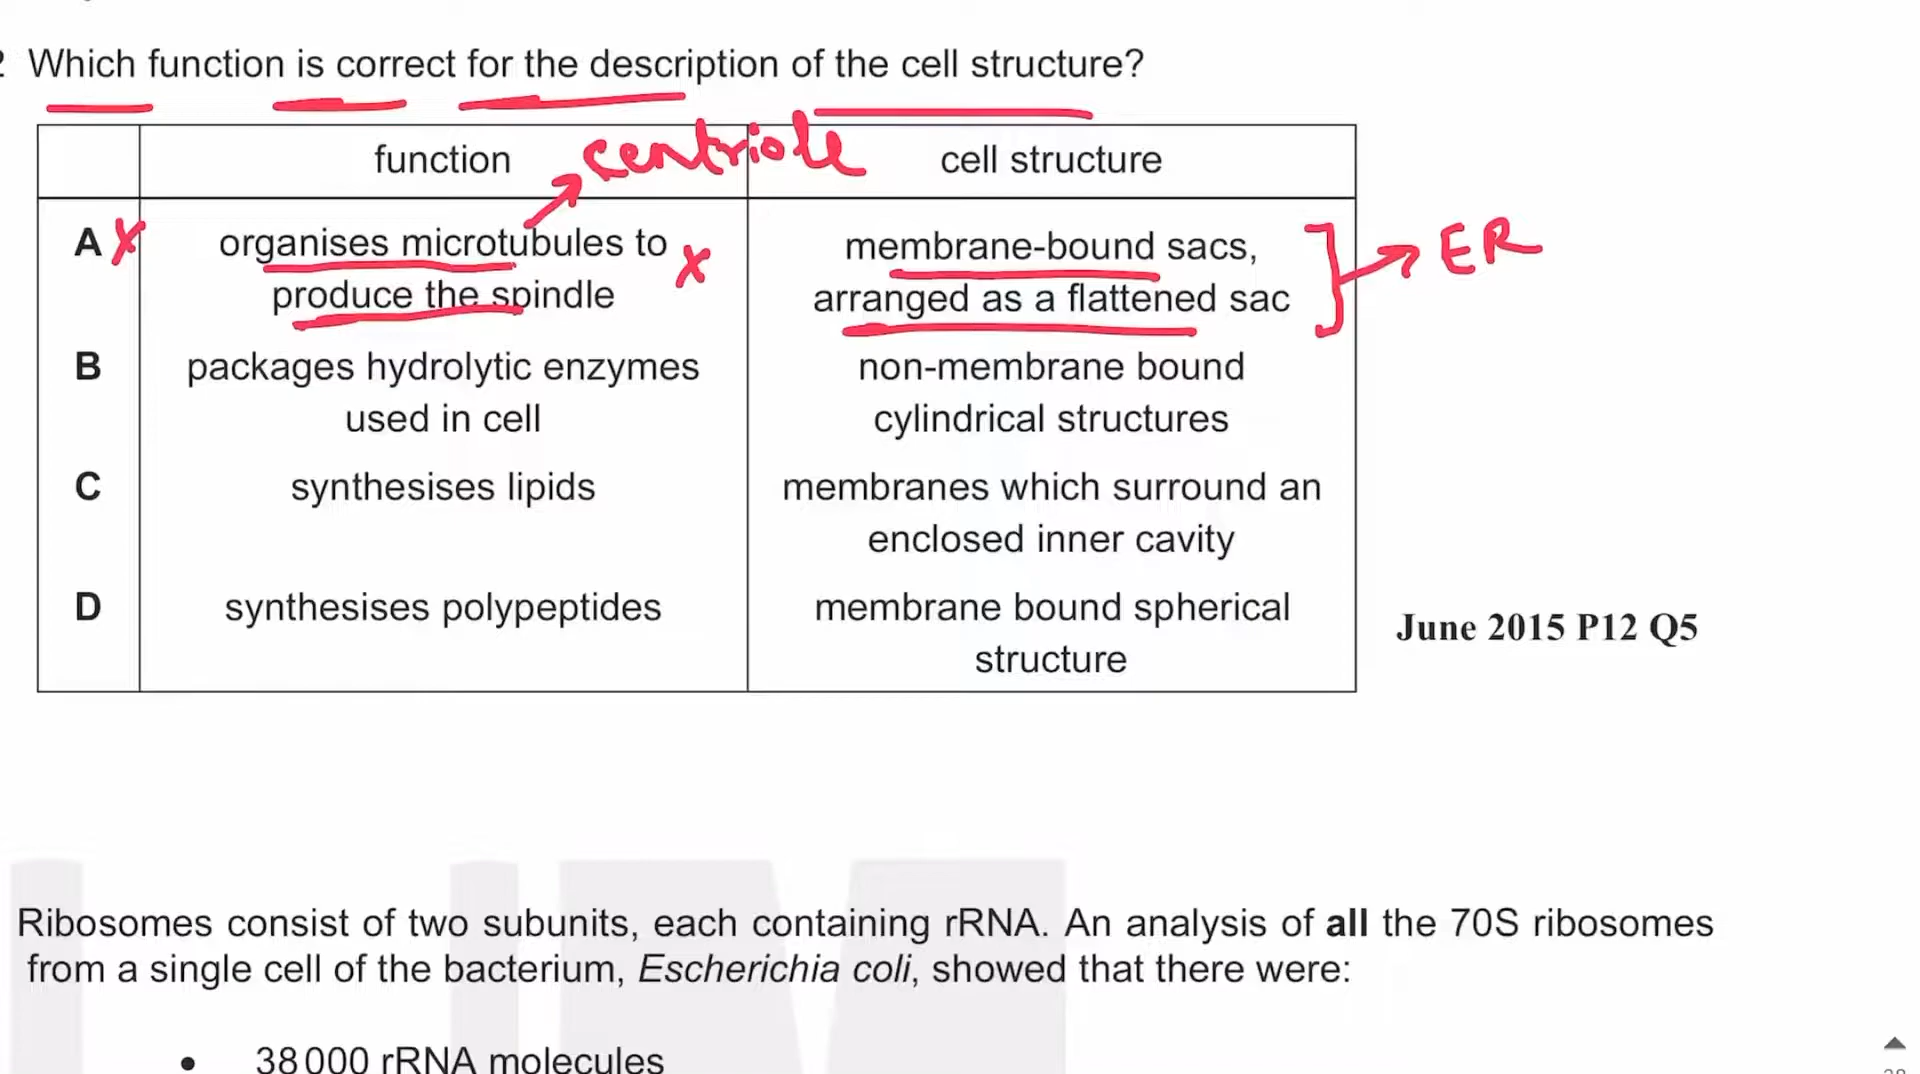 Which function is correct for the description of the cell structure?
function
centriole
cell structure
A
organises microtubules to
produce the spindle
membrane-bound sacs,
arranged as a flattened sac
ER
B
packages hydrolytic enzymes
used in cell
non-membrane bound
cylindrical structures
C
synthesises lipids
membranes which surround an
enclosed inner cavity
D
synthesises polypeptides
membrane bound spherical
structure
June 2015 P12 Q5
Ribosomes consist of two subunits, each containing rRNA. An analysis of all the 70S ribosomes
from a single cell of the bacterium, Escherichia coli, showed that there were:
• 38 000 rRNA molecules